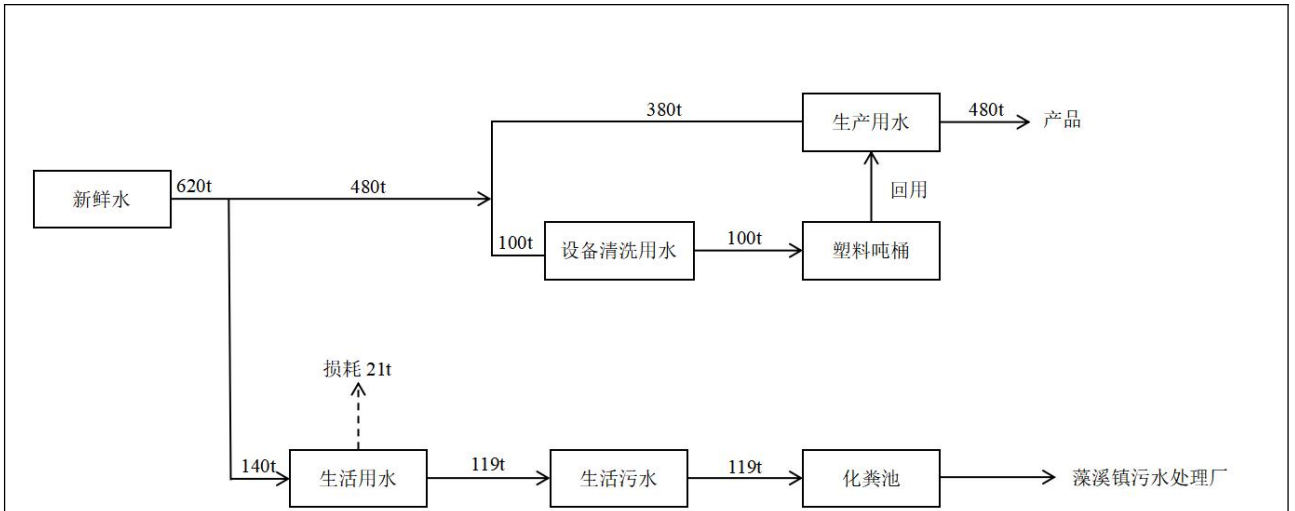 380t
生产用水
480t
产品
新鲜水
620t
480t
回用
100t
设备清洗用水
100t
塑料吨桶
损耗 21t
140t
生活用水
119t
生活污水
119t
化粪池
藻溪镇污水处理厂